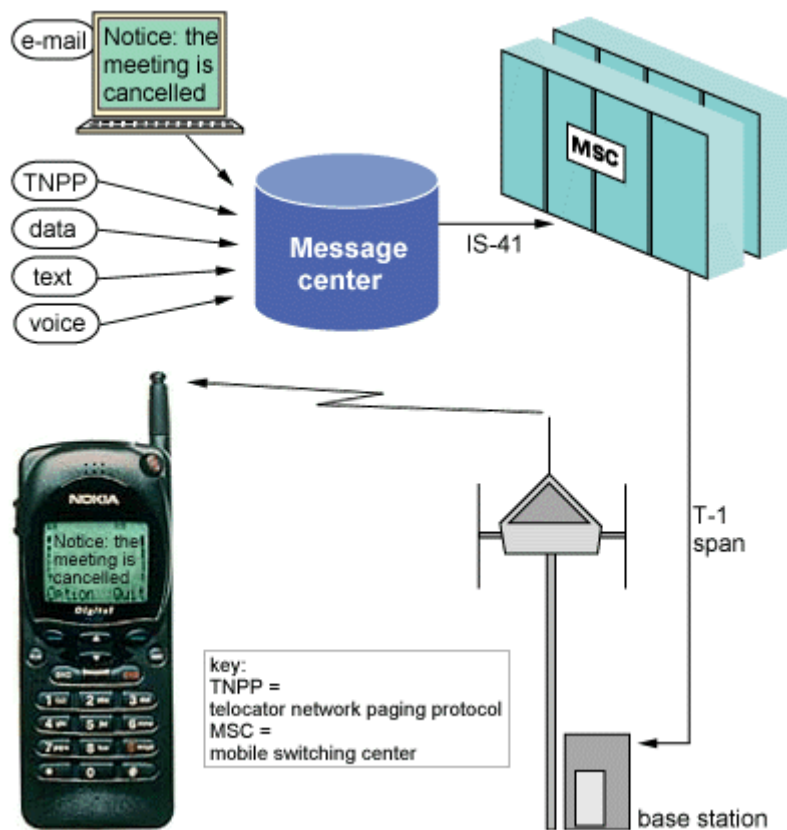 e-mail
Notice: the
meeting is
cancelled
TNPP
data
text
voice
Message
center
IS-41
MSC
T-1
span
NOKIA
Notice: the
meeting is
cancelled
Option Quit
Digital
key:
TNPP =
telocator network paging protocol
MSC =
mobile switching center
base station